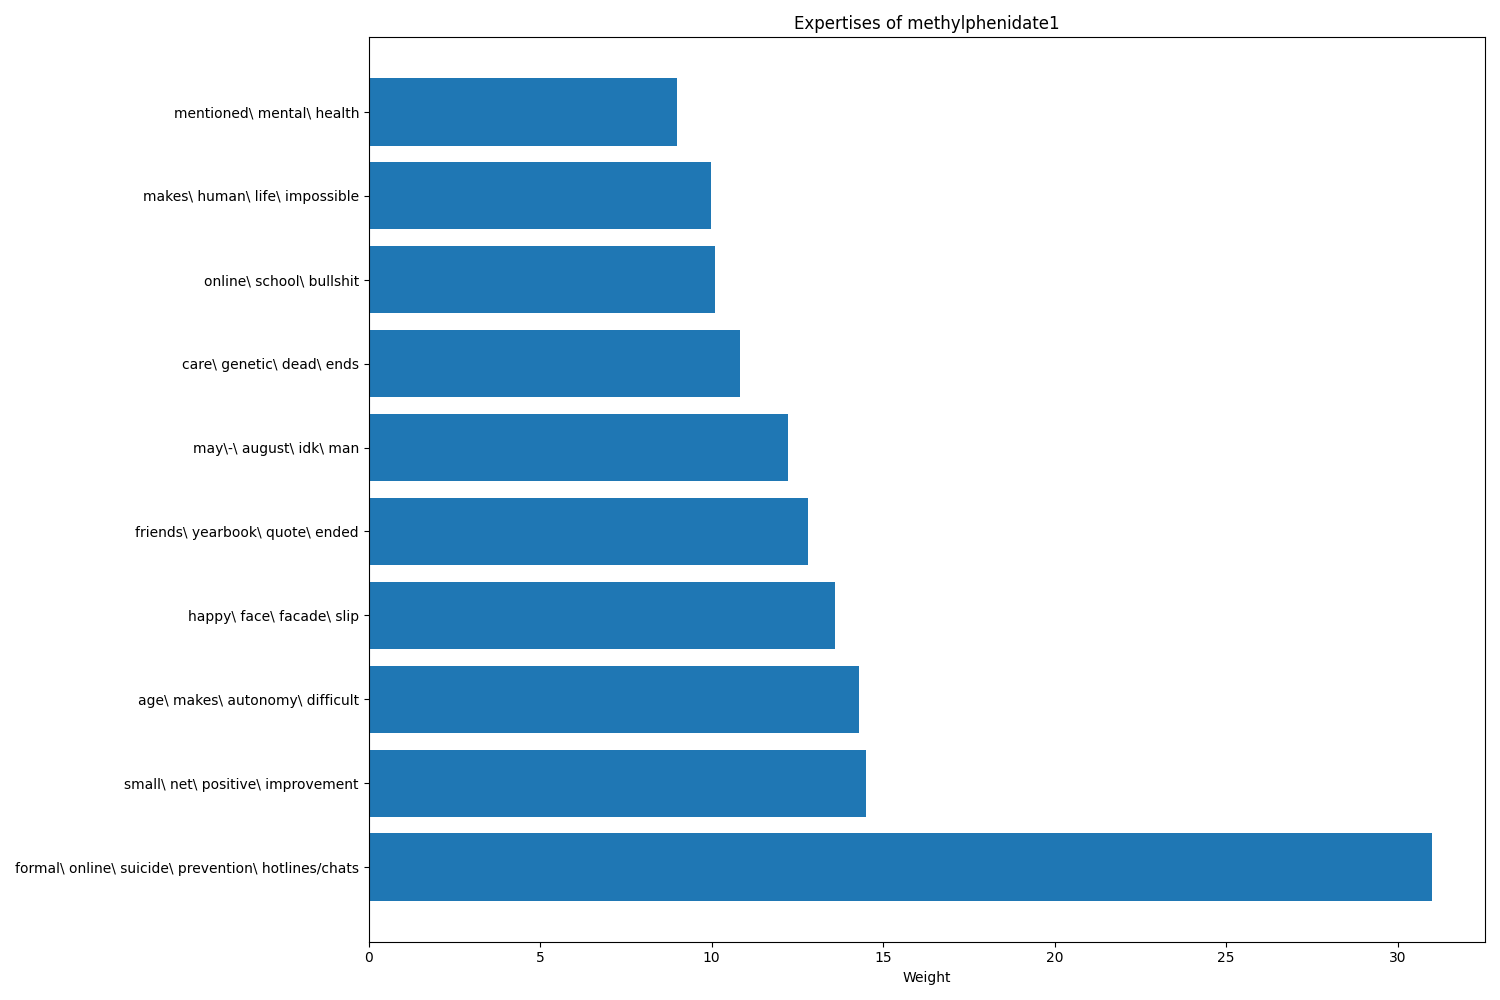 Expertises of methylphenidate1
mentioned\ mental\ health
makes\ human\ life\ impossible
online\ school\ bullshit
care\ genetic\ dead\ ends
may\-\ august\ idk\ man
friends\ yearbook\ quote\ ended
happy\ face\ facade\ slip
age\ makes\ autonomy\ difficult
small\ net\ positive\ improvement
formal\ online\ suicide\ prevention\ hotlines/chats
0 5 10 15 20 25 30
Weight